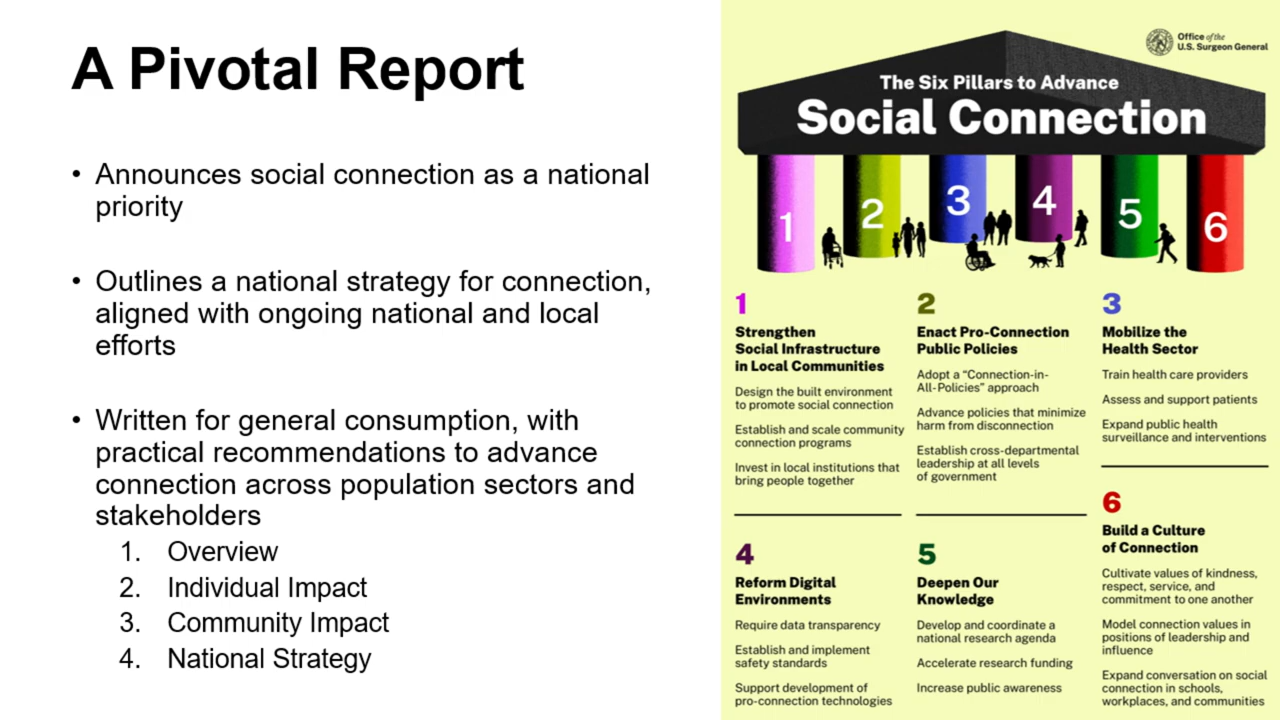 A Pivotal Report
• Announces social connection as a national
priority
• Outlines a national strategy for connection,
aligned with ongoing national and local
efforts
• Written for general consumption, with
practical recommendations to advance
connection across population sectors and
stakeholders
1. Overview
2. Individual Impact
3. Community Impact
4. National Strategy
Office of the
U.S. Surgeon General
The Six Pillars to Advance
Social Connection
1 2 3 4 5 6
1
Strengthen
Social Infrastructure
in Local Communities
Design the built environment
to promote social connection
Establish and scale community
connection programs
Invest in local institutions that
bring people together
2
Enact Pro-Connection
Public Policies
Adopt a “Connection-in-
All-Policies” approach
Advance policies that minimize
harm from disconnection
Establish cross-departmental
leadership at all levels
of government
3
Mobilize the
Health Sector
Train health care providers
Assess and support patients
Expand public health
surveillance and interventions
4
Reform Digital
Environments
Require data transparency
Establish and implement
safety standards
Support development of
pro-connection technologies
5
Deepen Our
Knowledge
Develop and coordinate a
national research agenda
Accelerate research funding
Increase public awareness
6
Build a Culture
of Connection
Cultivate values of kindness,
respect, service, and
commitment to one another
Model connection values in
positions of leadership and
influence
Expand conversation on social
connection in schools,
workplaces, and communities